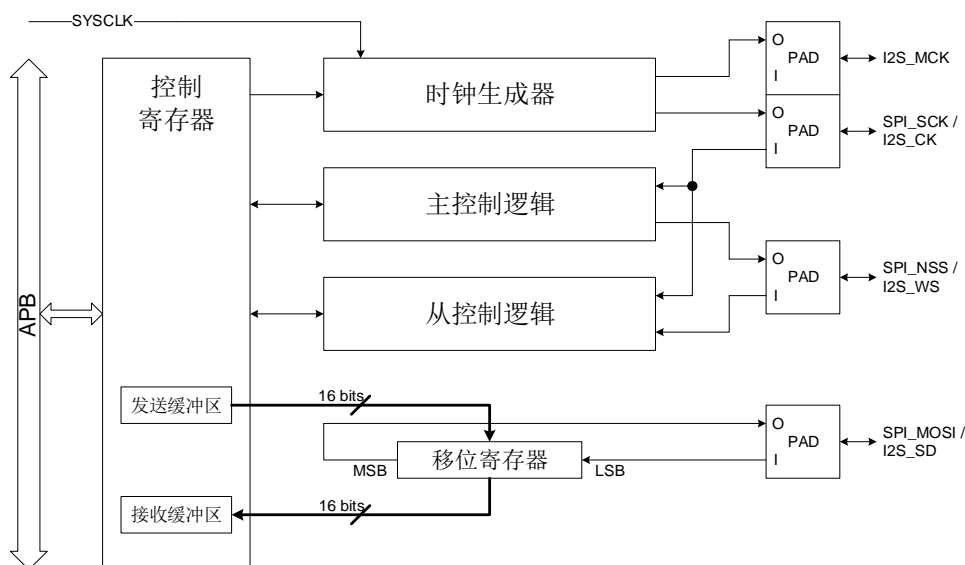 SYSCLK
APB
控制
寄存器
时钟生成器
主控制逻辑
从控制逻辑
发送缓冲区
16 bits
移位寄存器
MSB
LSB
接收缓冲区
16 bits
O
PAD
I
I2S_MCK
O
PAD
I
SPI_SCK /
I2S_CK
O
PAD
I
SPI_NSS /
I2S_WS
O
PAD
I
SPI_MOSI /
I2S_SD